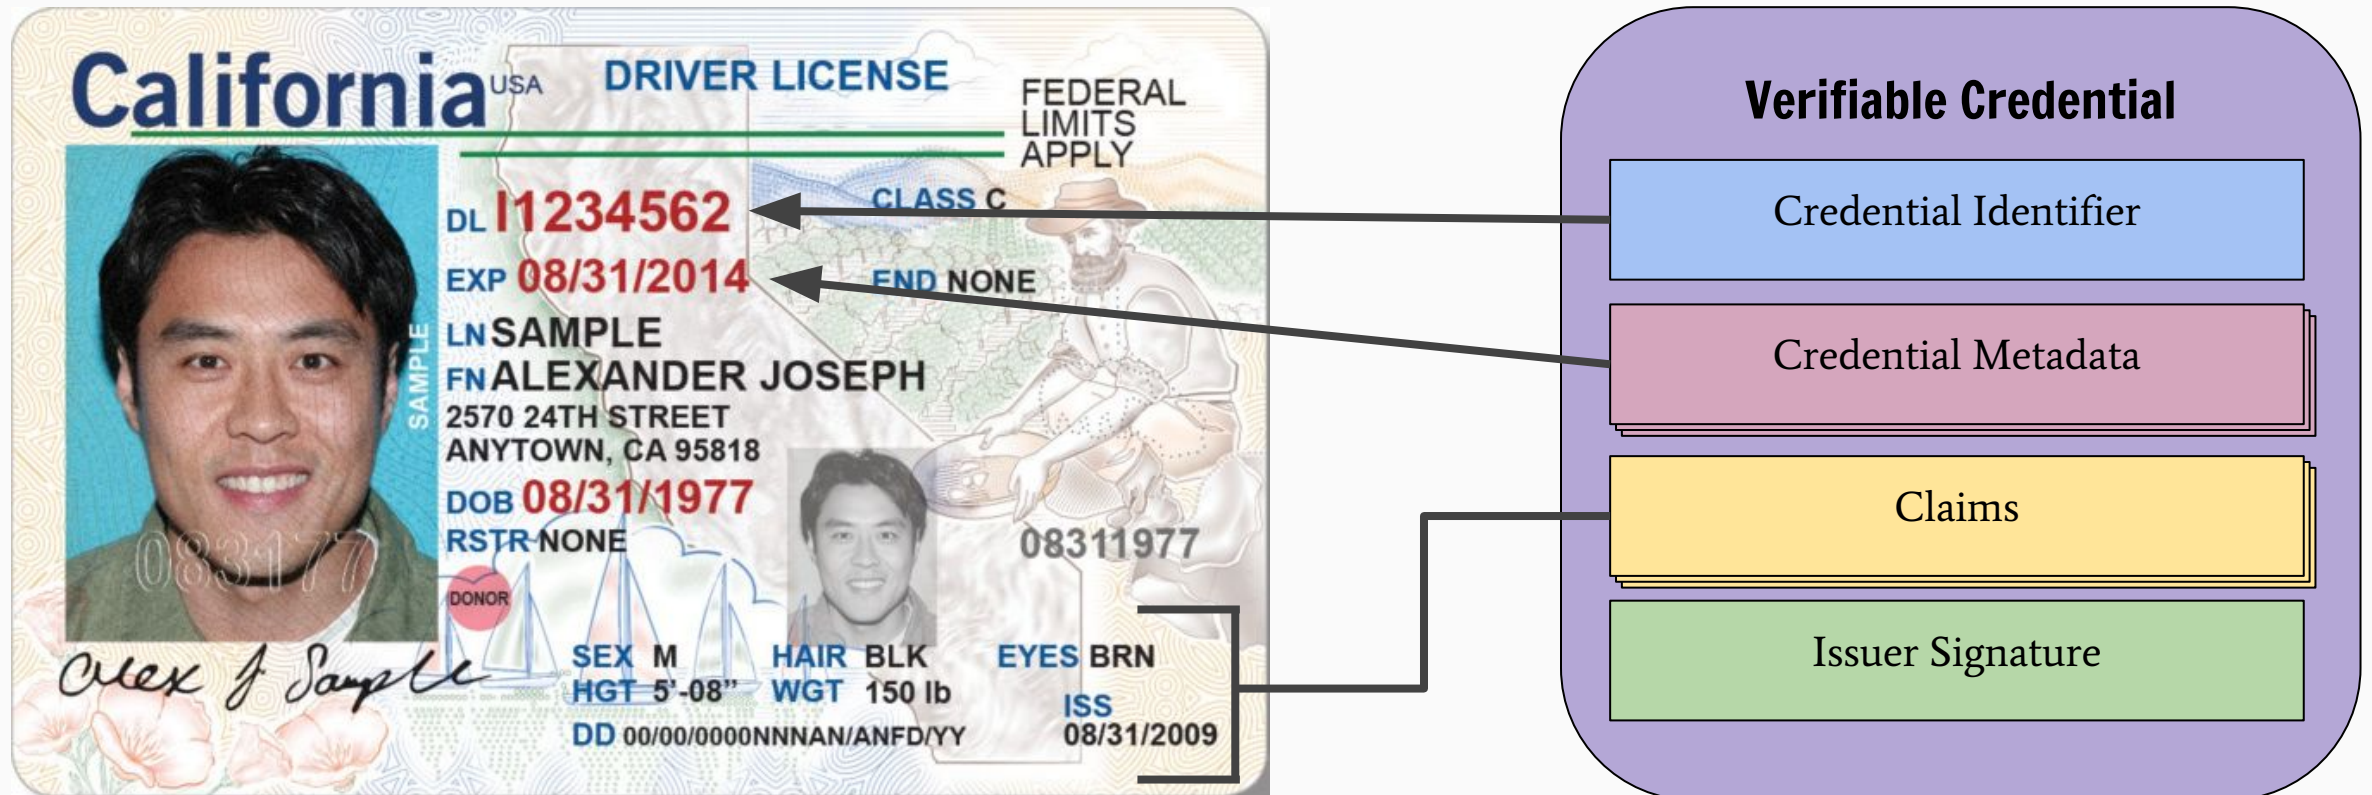 California USA
DRIVER LICENSE
FEDERAL
LIMITS
APPLY
DL I1234562
CLASS C
EXP 08/31/2014
END NONE
LN SAMPLE
FN ALEXANDER JOSEPH
2570 24TH STREET
ANYTOWN, CA 95818
DOB 08/31/1977
RSTR NONE
08311977
DONOR
SAMPLE
083177
Alex J Sample
SEX M
HAIR BLK
EYES BRN
HGT 5'-08"
WGT 150 lb
ISS
08/31/2009
DD 00/00/0000NNNAN/ANFD/YY
Verifiable Credential
Credential Identifier
Credential Metadata
Claims
Issuer Signature